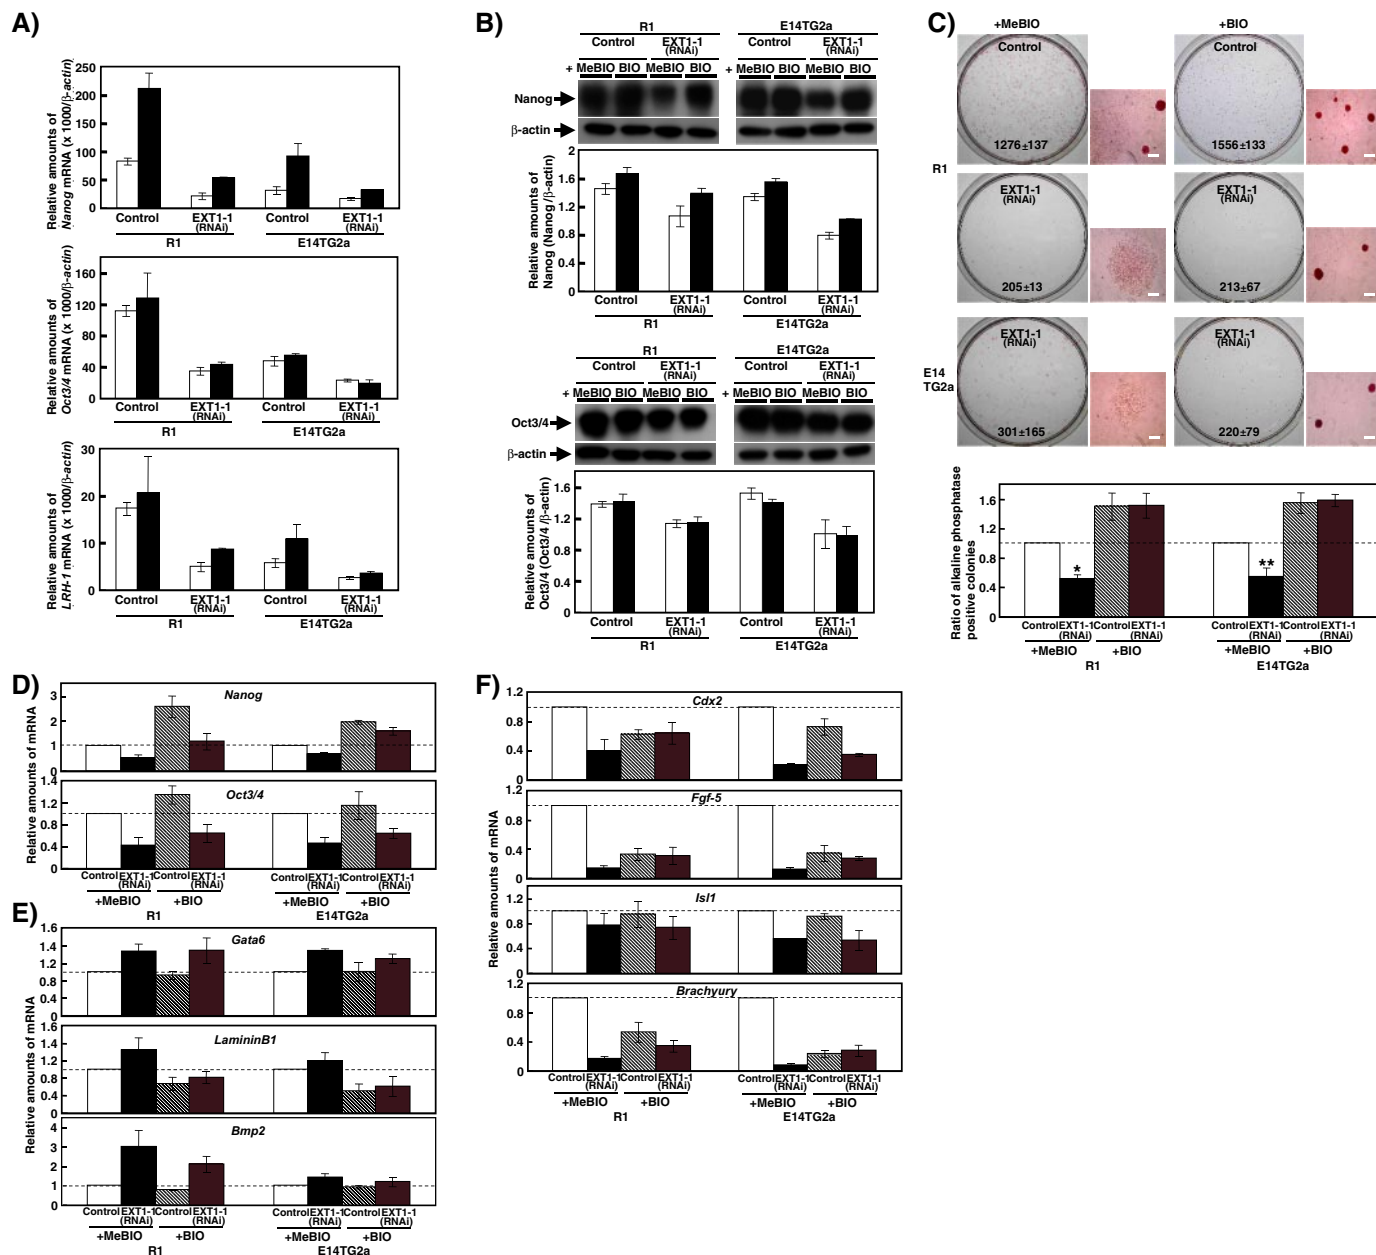 A)
Relative amounts of
Nanog mRNA (x 1000/β-actin)
250
200
150
100
50
0
Control
EXT1-1
(RNAi)
Control
EXT1-1
(RNAi)
R1
E14TG2a
Relative amounts of
Oct3/4 mRNA (x 1000/β-actin)
160
120
80
40
0
Control
EXT1-1
(RNAi)
Control
EXT1-1
(RNAi)
R1
E14TG2a
Relative amounts of
LRH-1 mRNA (x 1000/β-actin)
30
20
10
0
Control
EXT1-1
(RNAi)
Control
EXT1-1
(RNAi)
R1
E14TG2a
B)
R1
E14TG2a
Control
EXT1-1
(RNAi)
Control
EXT1-1
(RNAi)
+ MeBIO BIO MeBIO BIO
+ MeBIO BIO MeBIO BIO
Nanog
β-actin
Relative amounts of
Nanog (Nanog /β-actin)
2
1.6
1.2
0.8
0.4
0
Control
EXT1-1
(RNAi)
Control
EXT1-1
(RNAi)
R1
E14TG2a
R1
E14TG2a
Control
EXT1-1
(RNAi)
Control
EXT1-1
(RNAi)
+ MeBIO BIO MeBIO BIO
+ MeBIO BIO MeBIO BIO
Oct3/4
β-actin
Relative amounts of
Oct3/4 (Oct3/4 /β-actin)
1.6
1.2
0.8
0.4
0
Control
EXT1-1
(RNAi)
Control
EXT1-1
(RNAi)
R1
E14TG2a
C)
+MeBIO
+BIO
Control
Control
1276±137
1556±133
R1
EXT1-1
(RNAi)
EXT1-1
(RNAi)
205±13
213±67
EXT1-1
(RNAi)
EXT1-1
(RNAi)
E14
TG2a
301±165
220±79
Ratio of alkaline phosphatase
positive colonies
1.6
1.2
0.8
0.4
0
*
**
Control EXT1-1 Control EXT1-1
(RNAi) (RNAi)
Control EXT1-1 Control EXT1-1
(RNAi) (RNAi)
+MeBIO +BIO
+MeBIO +BIO
R1
E14TG2a
D)
Relative amounts of mRNA
Nanog
3
2
1
0
Oct3/4
1.4
1.2
0.8
0.4
0
Control EXT1-1 Control EXT1-1
(RNAi) (RNAi)
Control EXT1-1 Control EXT1-1
(RNAi) (RNAi)
+MeBIO +BIO
+MeBIO +BIO
R1
E14TG2a
E)
Relative amounts of mRNA
Gata6
1.6
1.2
0.8
0.4
0
LamininB1
1.6
1.2
0.8
0.4
0
Bmp2
4
3
2
1
0
Control EXT1-1 Control EXT1-1
(RNAi) (RNAi)
Control EXT1-1 Control EXT1-1
(RNAi) (RNAi)
+MeBIO +BIO
+MeBIO +BIO
R1
E14TG2a
F)
Relative amounts of mRNA
Cdx2
1.2
0.8
0.4
0
Fgf-5
0.8
0.4
0
Isl1
1.2
0.8
0.4
0
Brachyury
0.8
0.4
0
Control EXT1-1 Control EXT1-1
(RNAi) (RNAi)
Control EXT1-1 Control EXT1-1
(RNAi) (RNAi)
+MeBIO +BIO
+MeBIO +BIO
R1
E14TG2a